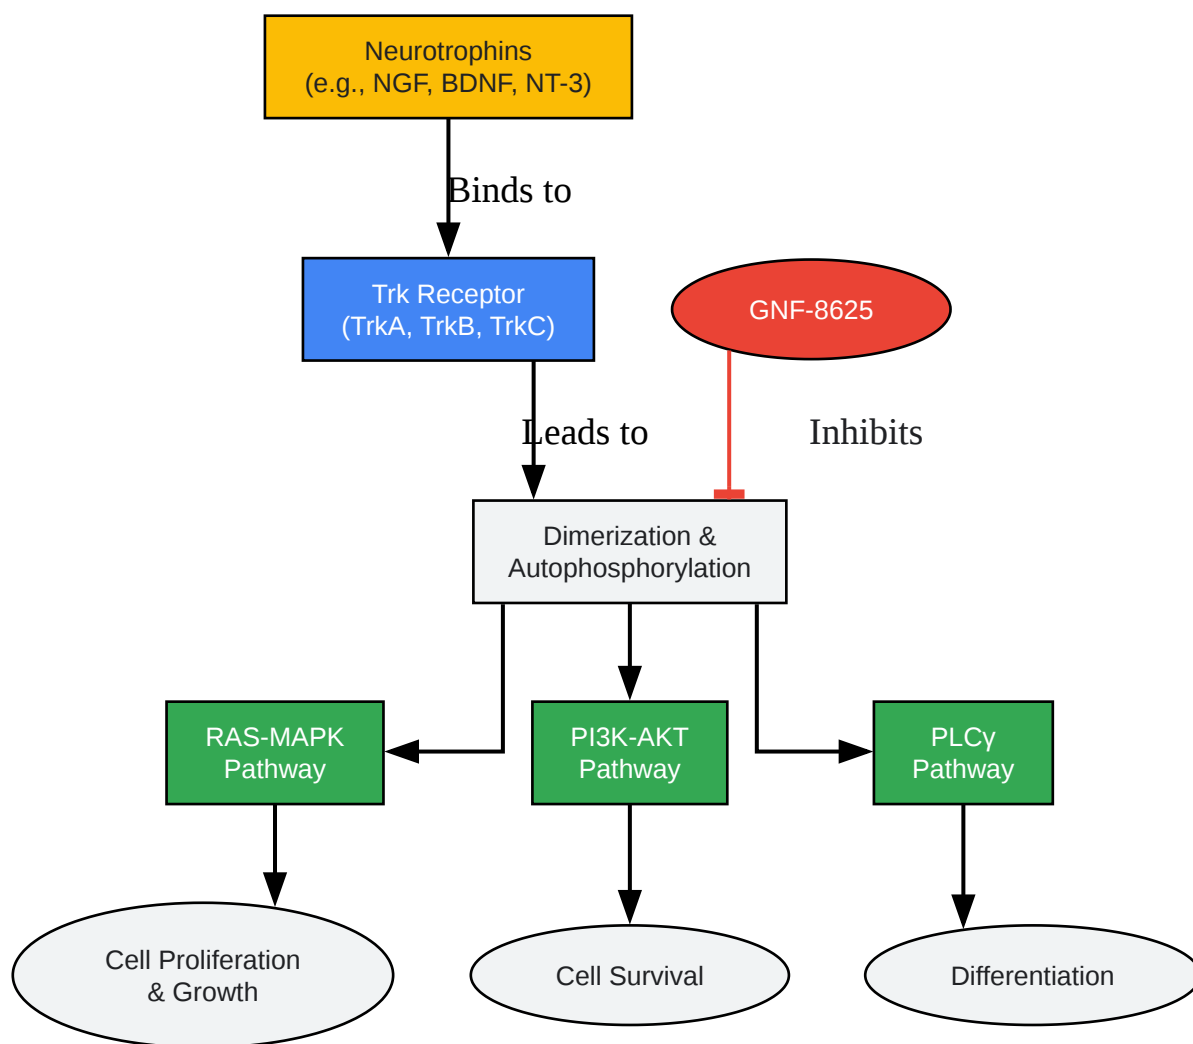 Neurotrophins
(e.g., NGF, BDNF, NT-3)
Binds to
Trk Receptor
(TrkA, TrkB, TrkC)
GNF-8625
Leads to
Inhibits
Dimerization &
Autophosphorylation
RAS-MAPK
Pathway
PI3K-AKT
Pathway
PLCγ
Pathway
Cell Proliferation
& Growth
Cell Survival
Differentiation